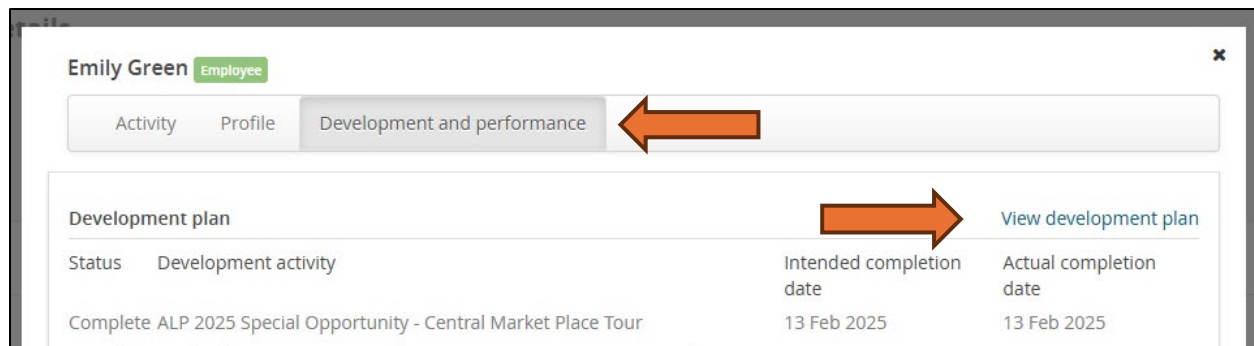 Emily Green Employee
Activity Profile Development and performance
Development plan View development plan
Status Development activity Intended completion date Actual completion date
Complete ALP 2025 Special Opportunity - Central Market Place Tour 13 Feb 2025 13 Feb 2025